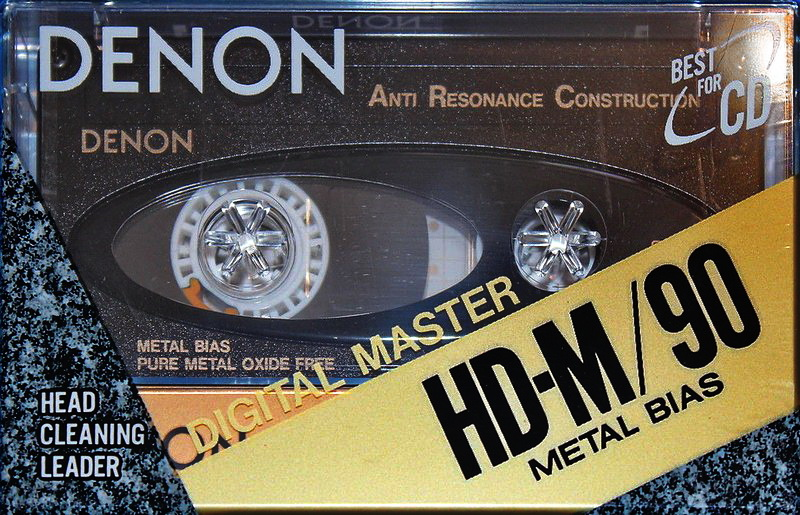 DENON
ANTI RESONANCE CONSTRUCTION
BEST
FOR
CD
DENON
METAL BIAS
PURE METAL OXIDE FREE
DIGITAL MASTER
HD-M/90
METAL BIAS
HEAD
CLEANING
LEADER